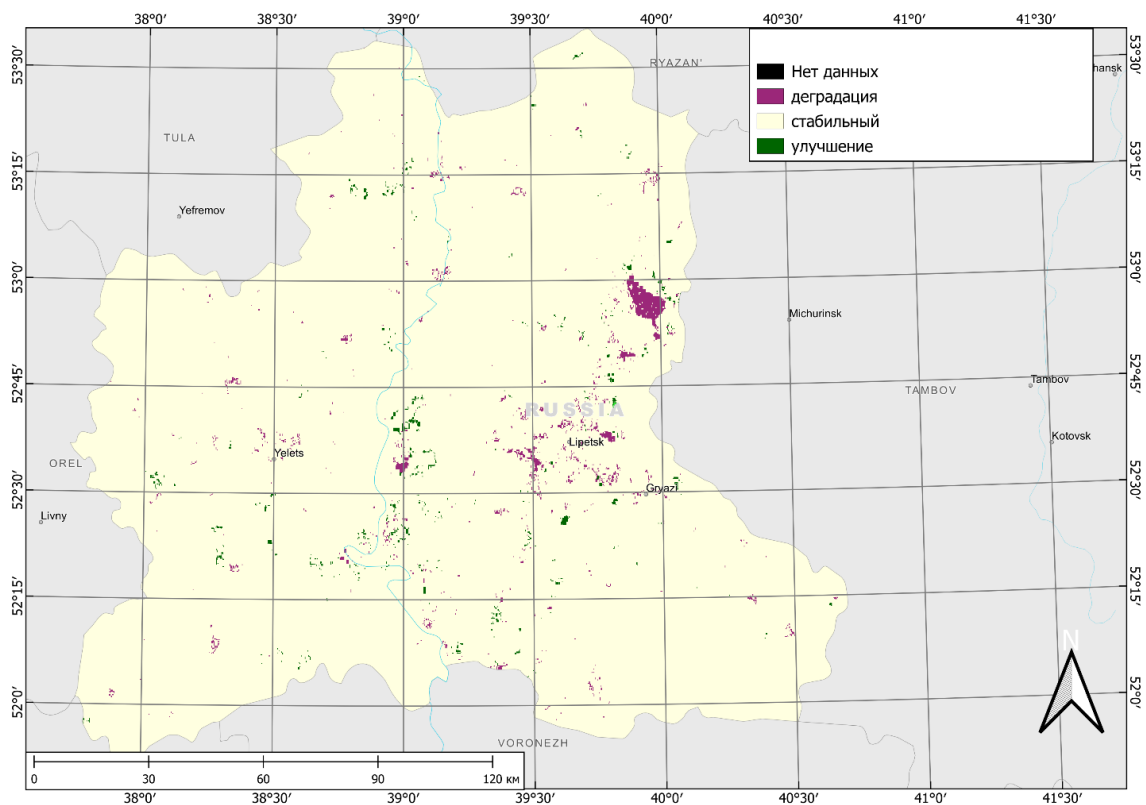 38°0' 38°30' 39°0' 39°30' 40°0' 40°30' 41°0' 41°30'
53°30' 53°30'
RYAZAN'
hansk
Нет данных
деградация
стабильный
улучшение
TULA
53°15' 53°15'
Yefremov
53°0' 53°0'
Michurinsk
52°45' 52°45'
Tambov
TAMBOV
RUSSIA
Lipetsk
Kotovsk
Yelets
OREL
52°30' 52°30'
Gryazi
Livny
52°15' 52°15'
N
52°0' 52°0'
VORONEZH
0 30 60 90 120 км
38°0' 38°30' 39°0' 39°30' 40°0' 40°30' 41°0' 41°30'